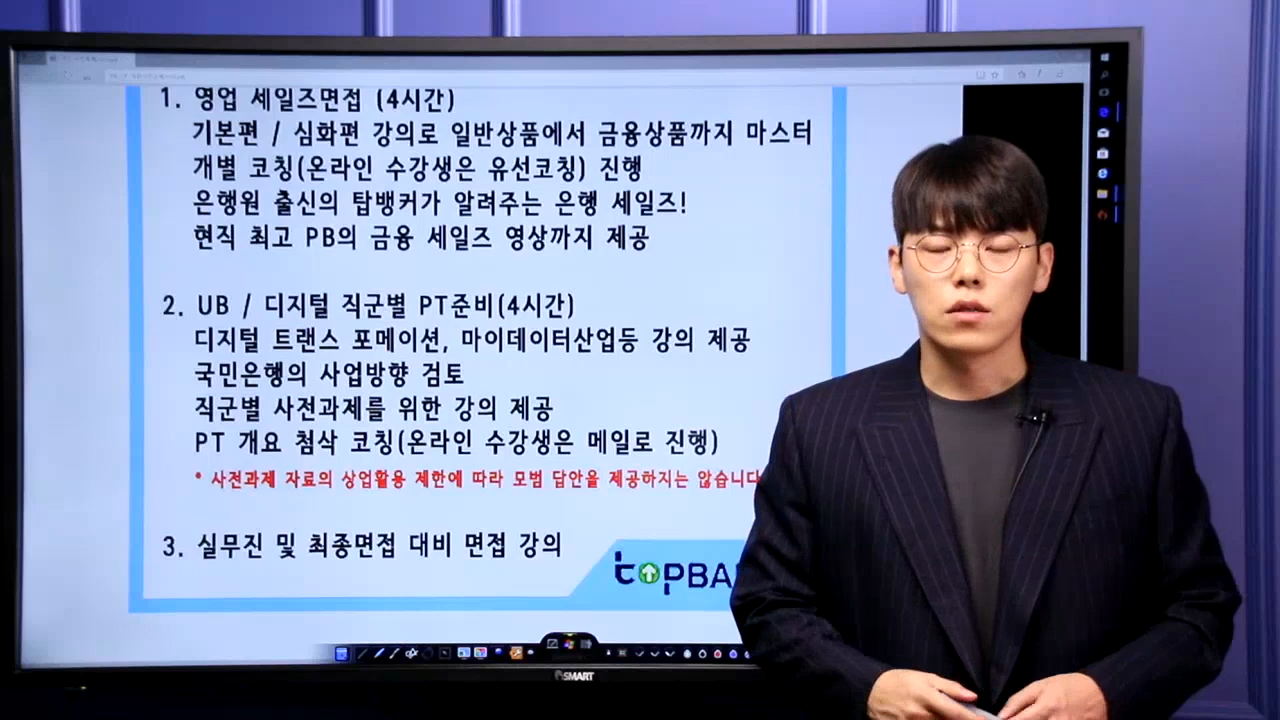 1. 영업 세일즈면접 (4시간)
기본편 / 심화편 강의로 일반상품에서 금융상품까지 마스터
개별 코칭(온라인 수강생은 유선코칭) 진행
은행원 출신의 탑뱅커가 알려주는 은행 세일즈!
현직 최고 PB의 금융 세일즈 영상까지 제공
2. UB / 디지털 직군별 PT준비(4시간)
디지털 트랜스 포메이션, 마이데이터산업등 강의 제공
국민은행의 사업방향 검토
직군별 사전과제를 위한 강의 제공
PT 개요 첨삭 코칭(온라인 수강생은 메일로 진행)
* 사전과제 자료의 상업활용 제한에 따라 모범 답안을 제공하지는 않습니다
3. 실무진 및 최종면접 대비 면접 강의
topBA
SMART